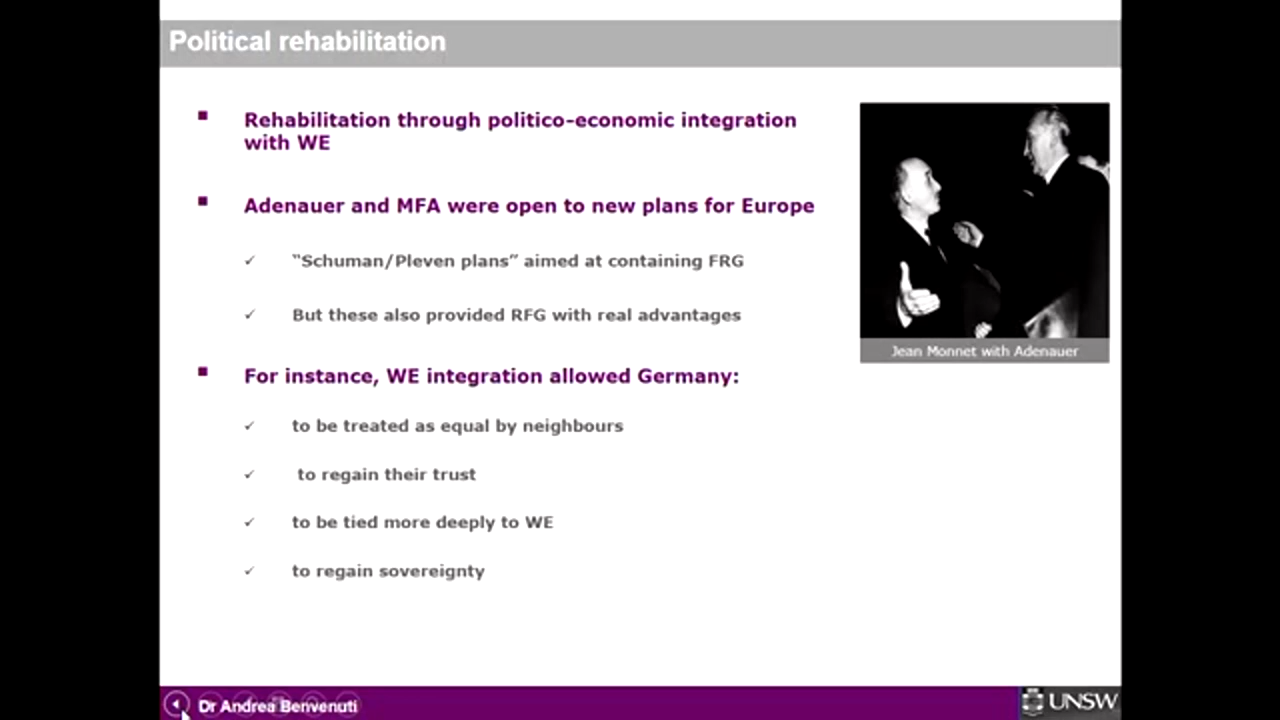 Political rehabilitation
Rehabilitation through politico-economic integration
with WE
Adenauer and MFA were open to new plans for Europe
“Schuman/Pleven plans” aimed at containing FRG
But these also provided RFG with real advantages
Jean Monnet with Adenauer
For instance, WE integration allowed Germany:
to be treated as equal by neighbours
to regain their trust
to be tied more deeply to WE
to regain sovereignty
Dr Andrea Benvenuti
UNSW